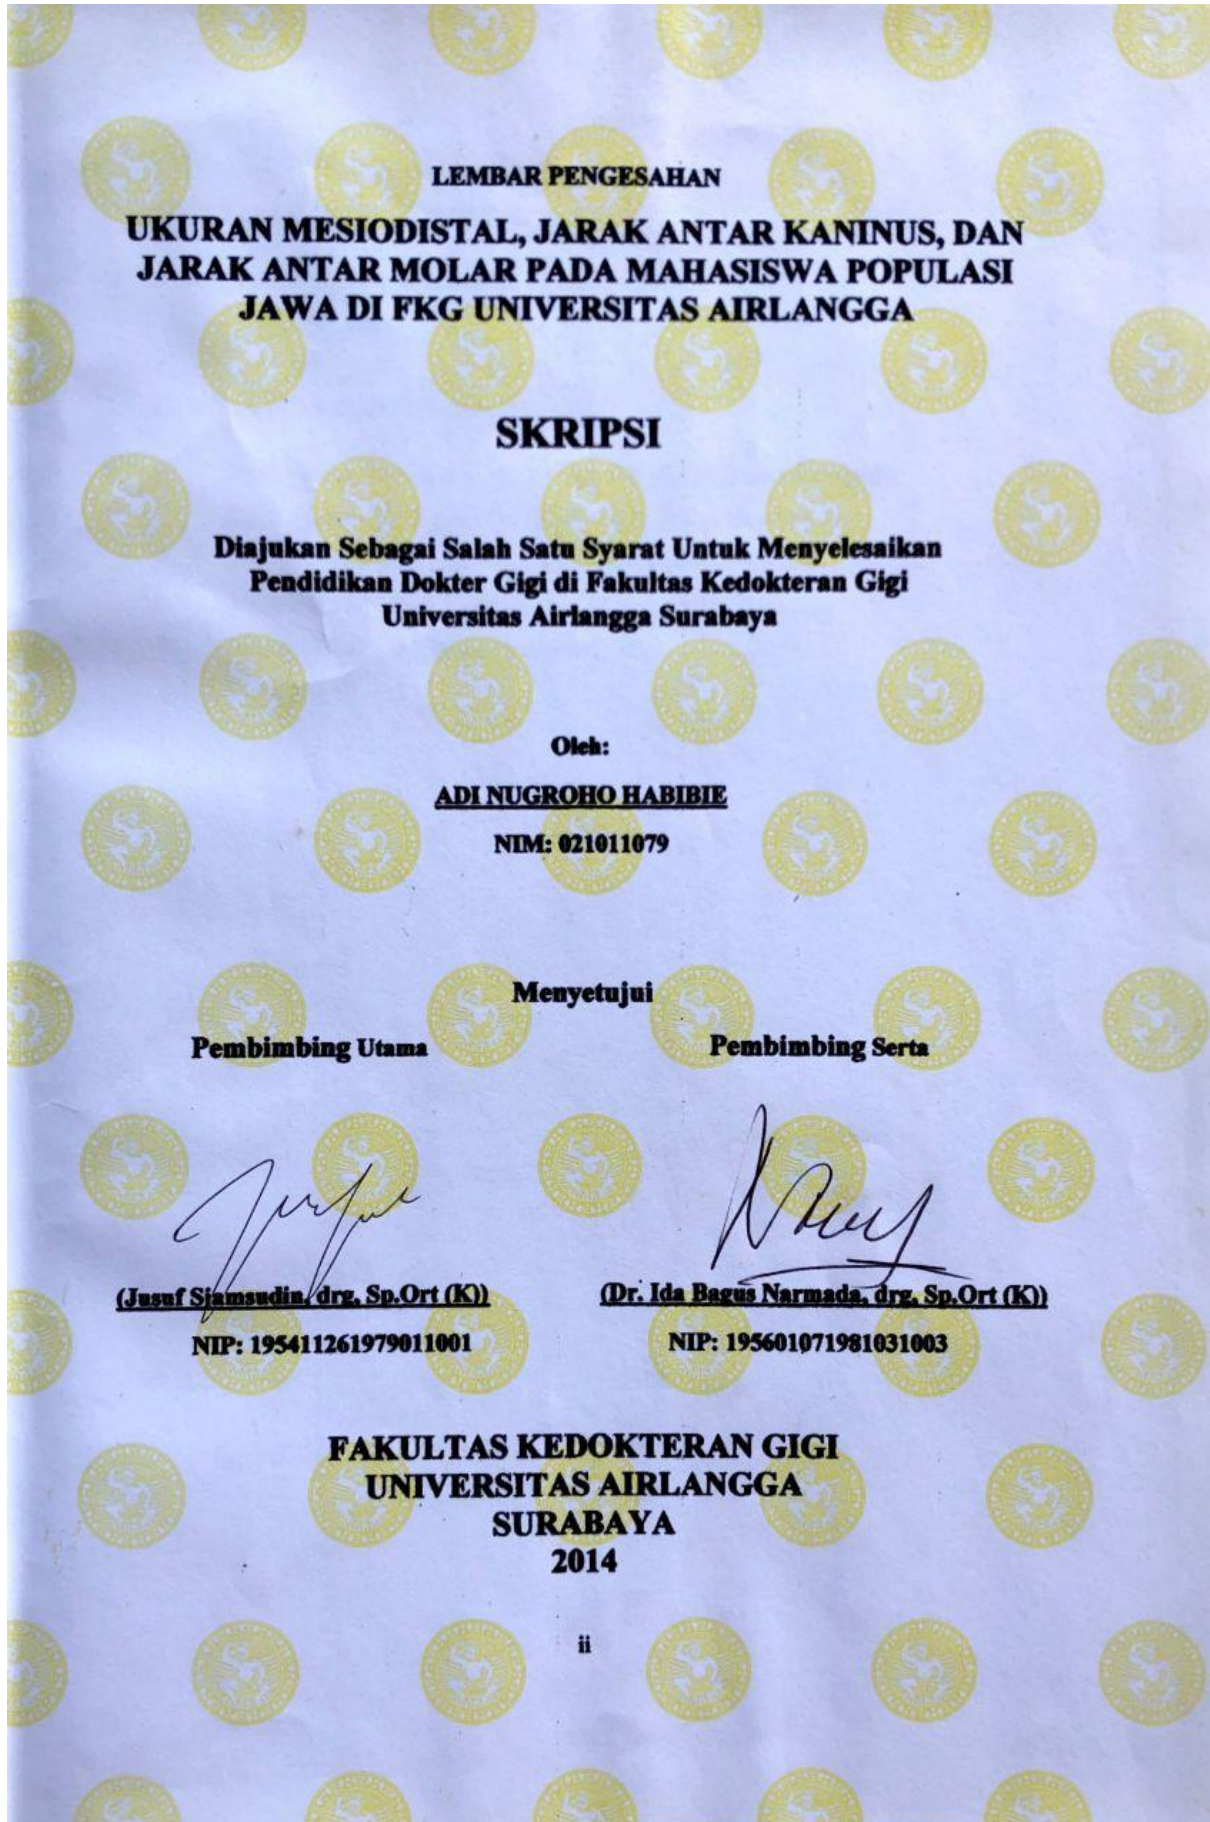 LEMBAR PENGESAHAN
UKURAN MESIODISTAL, JARAK ANTAR KANINUS, DAN
JARAK ANTAR MOLAR PADA MAHASISWA POPULASI
JAWA DI FKG UNIVERSITAS AIRLANGGA
SKRIPSI
Diajukan Sebagai Salah Satu Syarat Untuk Menyelesaikan
Pendidikan Dokter Gigi di Fakultas Kedokteran Gigi
Universitas Airlangga Surabaya
Oleh:
ADI NUGROHO HABIBIE
NIM: 021011079
Menyetujui
Pembimbing Utama
Pembimbing Serta
(Jusuf Sjamsudin, drg, Sp.Ort (K))
(Dr. Ida Bagus Narmada, drg, Sp.Ort (K))
NIP: 195411261979011001
NIP: 195601071981031003
FAKULTAS KEDOKTERAN GIGI
UNIVERSITAS AIRLANGGA
SURABAYA
2014
ii